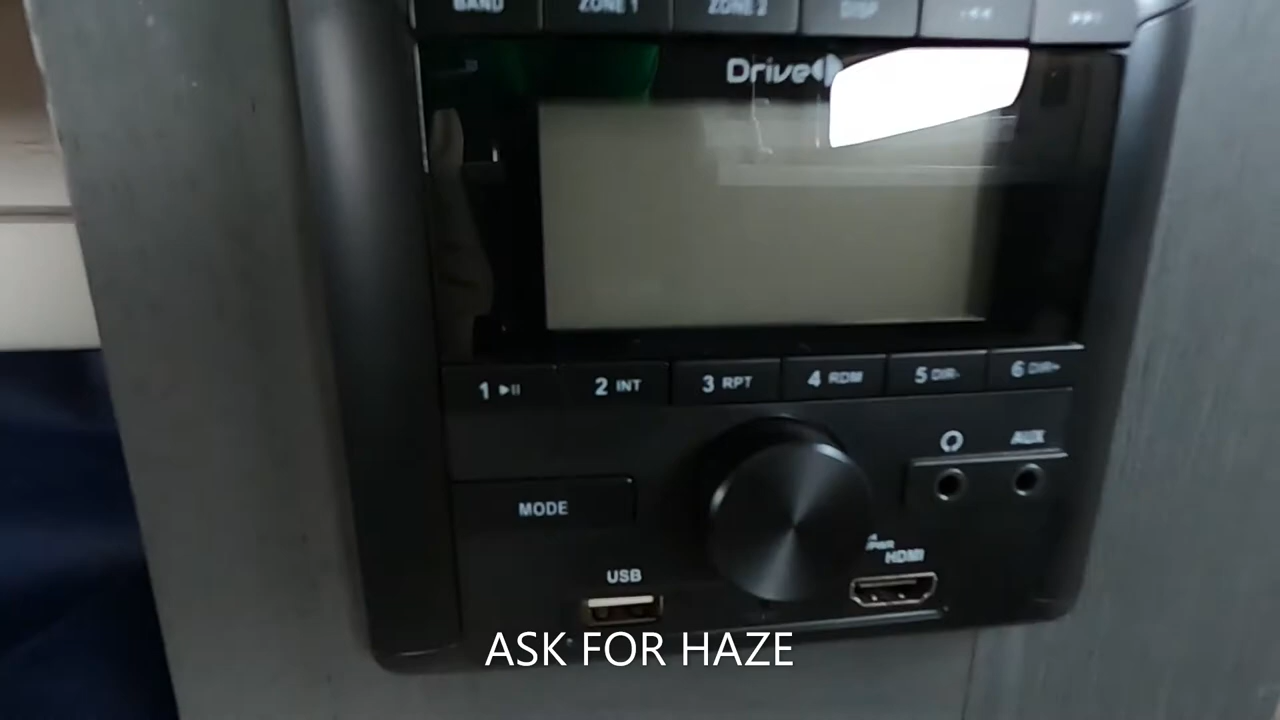 BAND ZONE 1 ZONE 2 DISP
Drive
1 2 INT 3 RPT 4 RDM 5 DIR- 6 DIR+
AUX
MODE
PWR
HDMI
USB
ASK FOR HAZE